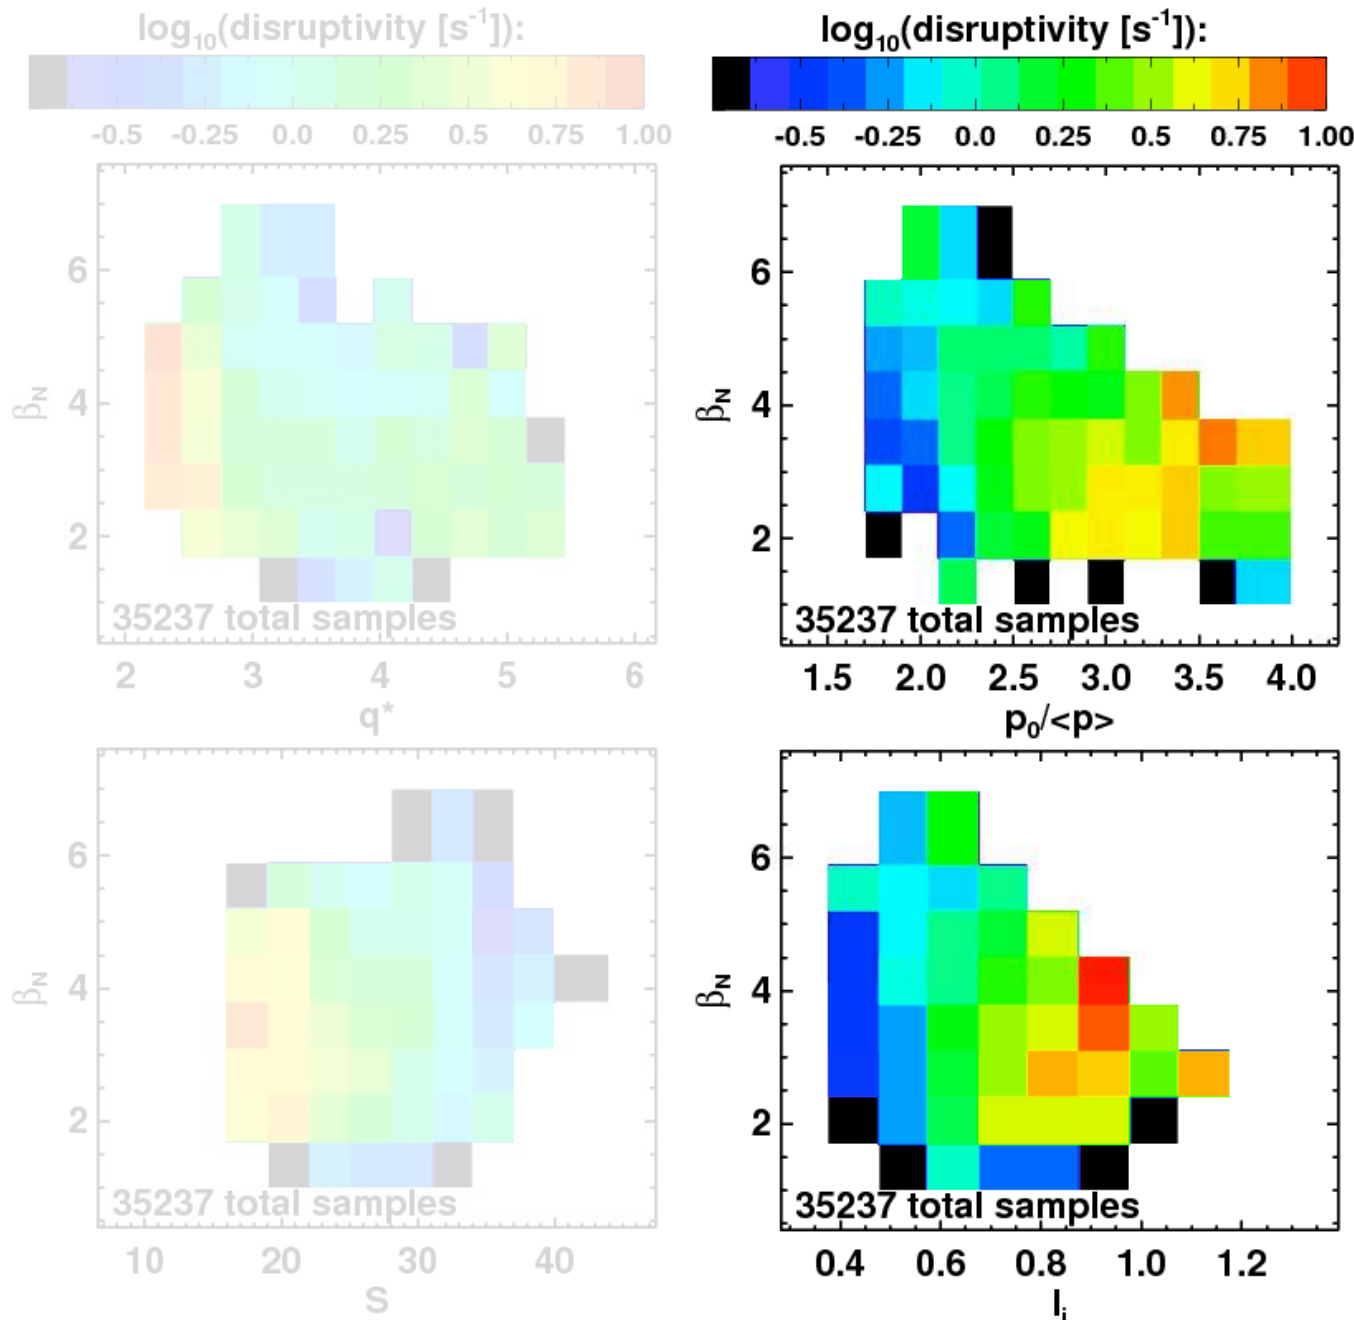 log₁₀(disruptivity [s⁻¹]):
-0.5 -0.25 0.0 0.25 0.5 0.75 1.00
6
4
2
βN
35237 total samples
2 3 4 5 6
q*
log₁₀(disruptivity [s⁻¹]):
-0.5 -0.25 0.0 0.25 0.5 0.75 1.00
6
4
2
βN
35237 total samples
1.5 2.0 2.5 3.0 3.5 4.0
p₀/<p>
6
4
2
βN
35237 total samples
10 20 30 40
S
6
4
2
βN
35237 total samples
0.4 0.6 0.8 1.0 1.2
lᵢ